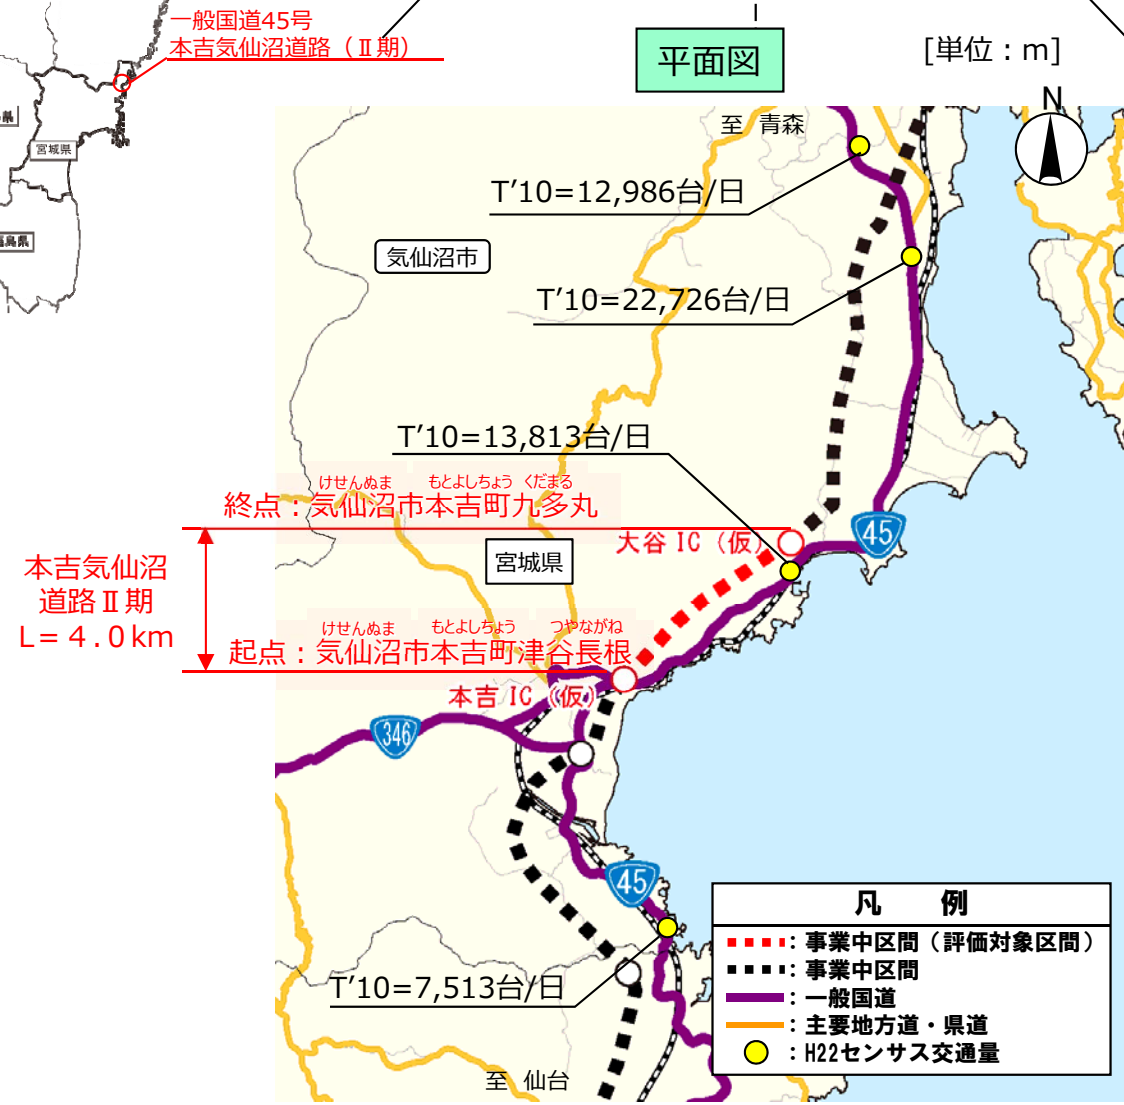 一般国道45号
本吉気仙沼道路（Ⅱ期）
平面図
[単位：m]
N
県
宮城県
島県
至 青森
T'10=12,986台/日
気仙沼市
T'10=22,726台/日
T'10=13,813台/日
けせんぬま もとよしちょう くだまる
終点：気仙沼市本吉町九多丸
大谷 IC（仮）
45
宮城県
本吉気仙沼
道路Ⅱ期
L=４.０km
けせんぬま もとよしちょう つやながね
起点：気仙沼市本吉町津谷長根
本吉 IC（仮）
346
45
T'10=7,513台/日
至 仙台
凡 例
：事業中区間（評価対象区間）
：事業中区間
：一般国道
：主要地方道・県道
：H22センサス交通量